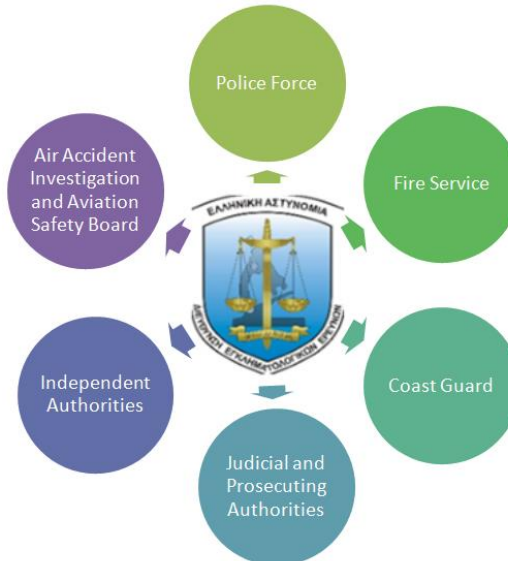 Police Force
Fire Service
Coast Guard
Judicial and
Prosecuting
Authorities
Independent
Authorities
Air Accident
Investigation
and Aviation
Safety Board
ΕΛΛΗΝΙΚΗ ΑΣΤΥΝΟΜΙΑ
ΔΙΕΥΘΥΝΣΗ ΕΓΚΛΗΜΑΤΟΛΟΓΙΚΩΝ ΕΡΕΥΝΩΝ